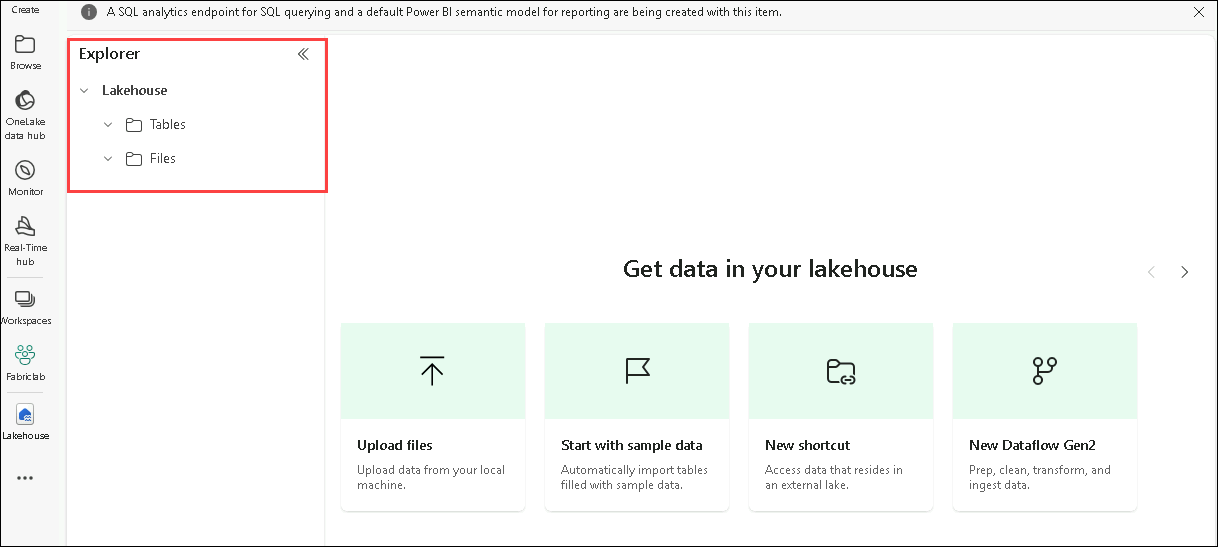 Create
A SQL analytics endpoint for SQL querying and a default Power BI semantic model for reporting are being created with this item.
Browse
OneLake
data hub
Monitor
Real-Time
hub
Workspaces
Fabriclab
Lakehouse
Explorer
Lakehouse
Tables
Files
Get data in your lakehouse
Upload files
Upload data from your local
machine.
Start with sample data
Automatically import tables
filled with sample data.
New shortcut
Access data that resides in
an external lake.
New Dataflow Gen2
Prep, clean, transform, and
ingest data.